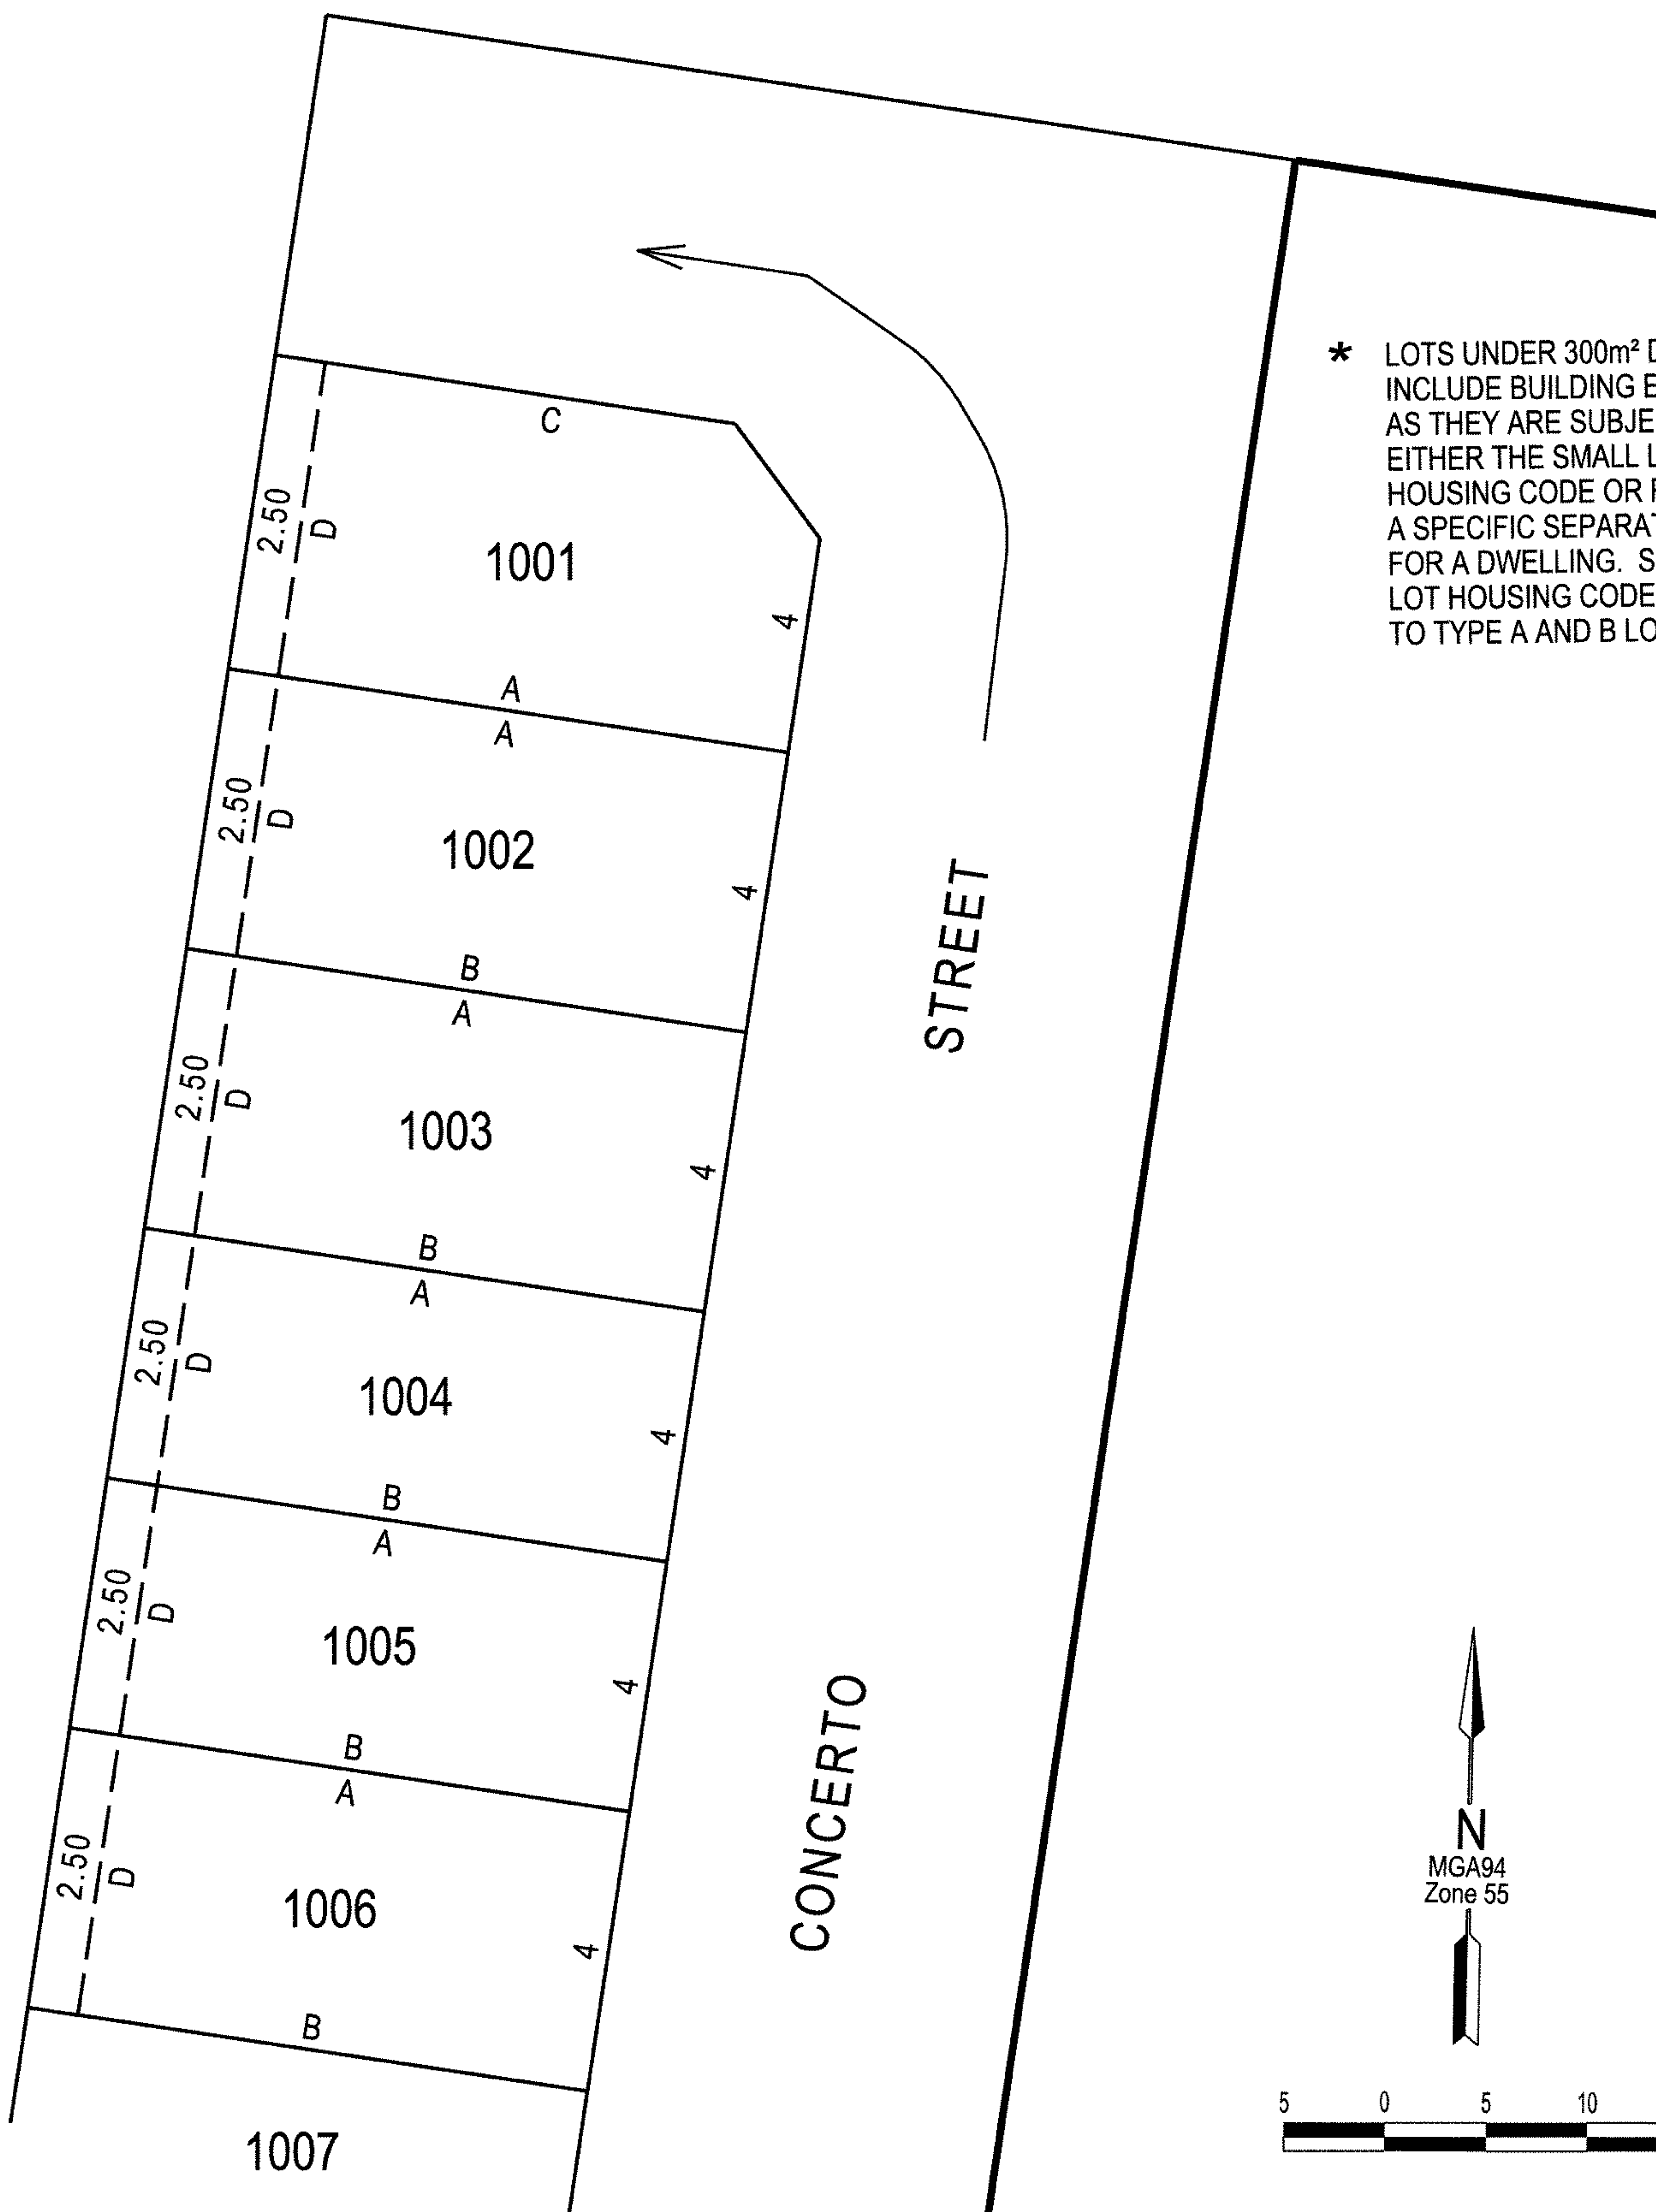 * LOTS UNDER 300m² D
INCLUDE BUILDING E
AS THEY ARE SUBJE
EITHER THE SMALL L
HOUSING CODE OR
A SPECIFIC SEPARAT
FOR A DWELLING. S
LOT HOUSING CODE
TO TYPE A AND B LO
C
2.50
D
1001
4
A
A
2.50
D
1002
4
B
A
2.50
D
1003
4
B
A
2.50
D
1004
4
B
A
2.50
D
1005
4
B
A
2.50
D
1006
4
B
1007
CONCERTO
STREET
N
MGA94
Zone 55
5 0 5 10